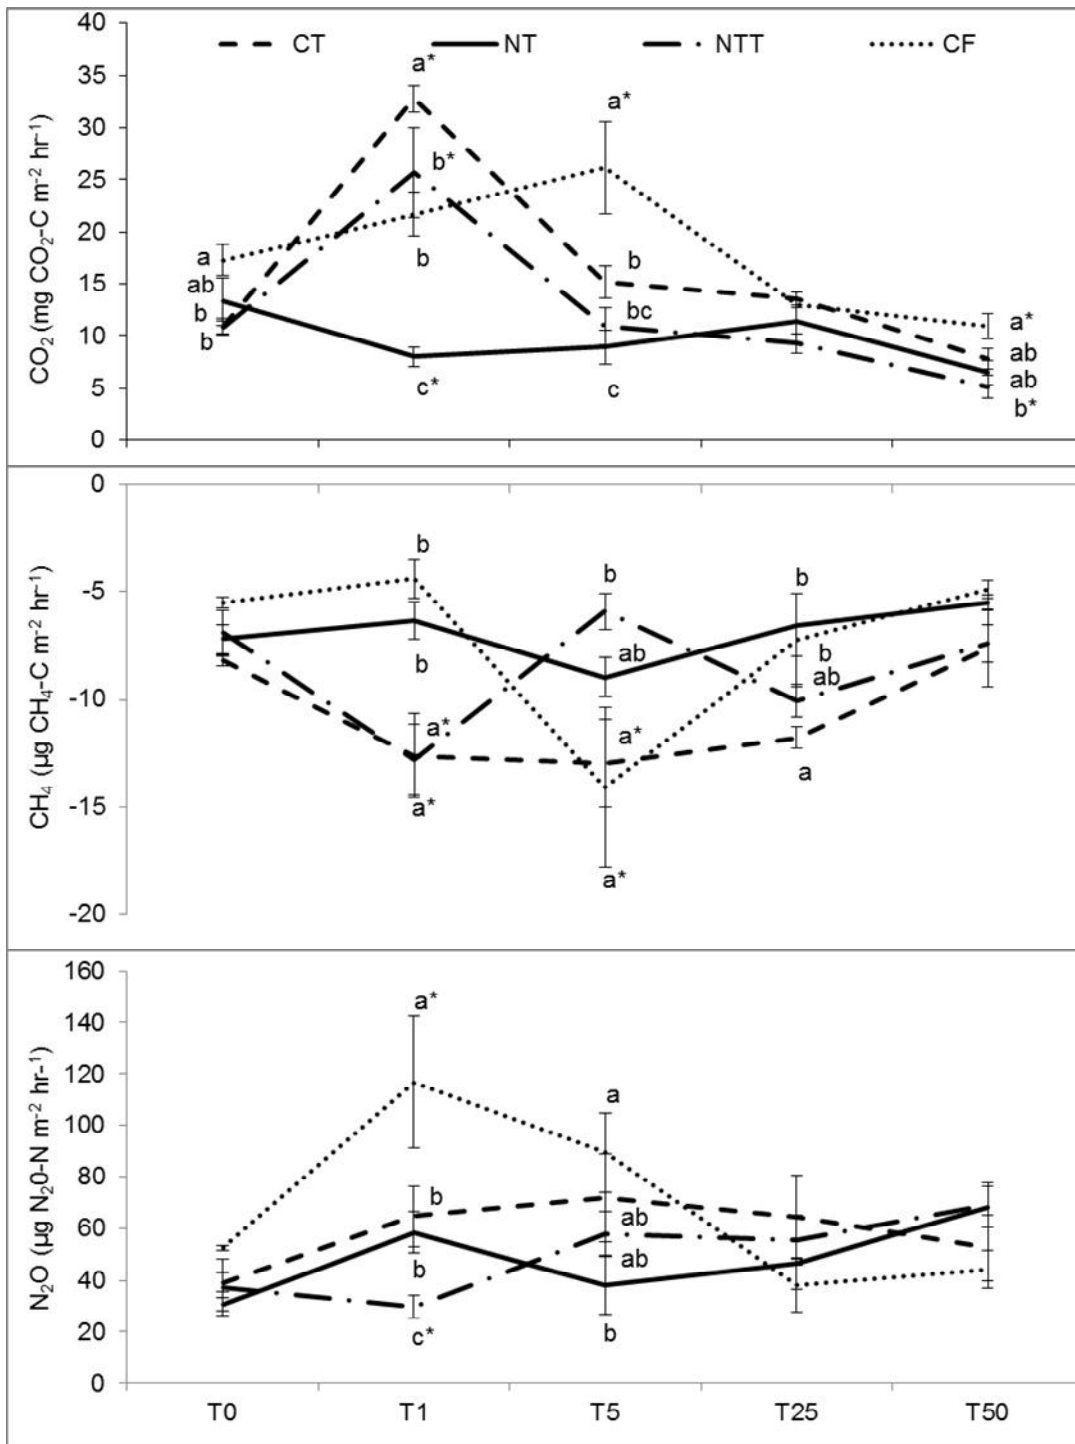 40
CT NT NTT CF
a*
35
a*
30
b*
25
20
a
b
b
15
ab
bc
10
b
a*
b
ab
5
c*
c
ab
b*
0
CO₂ (mg CO₂-C m⁻² hr⁻¹)
0
b
b
b
-5
ab
b
b
ab
-10
a*
a*
a
-15
a*
a*
-20
CH₄ (µg CH₄-C m⁻² hr⁻¹)
160
a*
140
120
a
100
80
b
60
ab
ab
40
b
20
c*
b
0
N₂O (µg N₂0-N m⁻² hr-¹)
T0 T1 T5 T25 T50